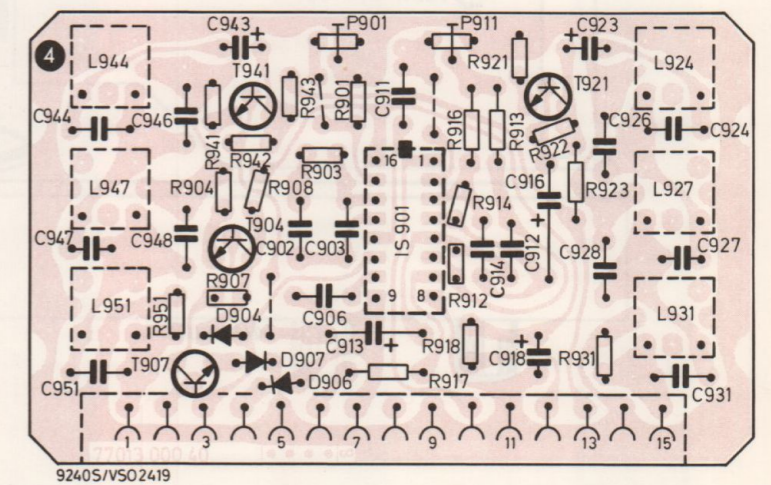 C943 + P901 P911 C923 +
4 L944 T941 R921 T921 L924
C944 C946 R941 R943 R901 C911 R916 R913 C926 C924
R942 R922
L947 R904 R908 R903 16 1 C916 R923 L927
R914
C947 C948 T904 C902 C903 IS 901 C914 C912 + C928 C927
R907
L951 R951 D904 C906 9 8 R912 L931
C913 + R918 + C918 R931
C951 T907 D907 D906 R917 C931
1 3 5 7 9 11 13 15
77013 000 40
9240S/VSO2419